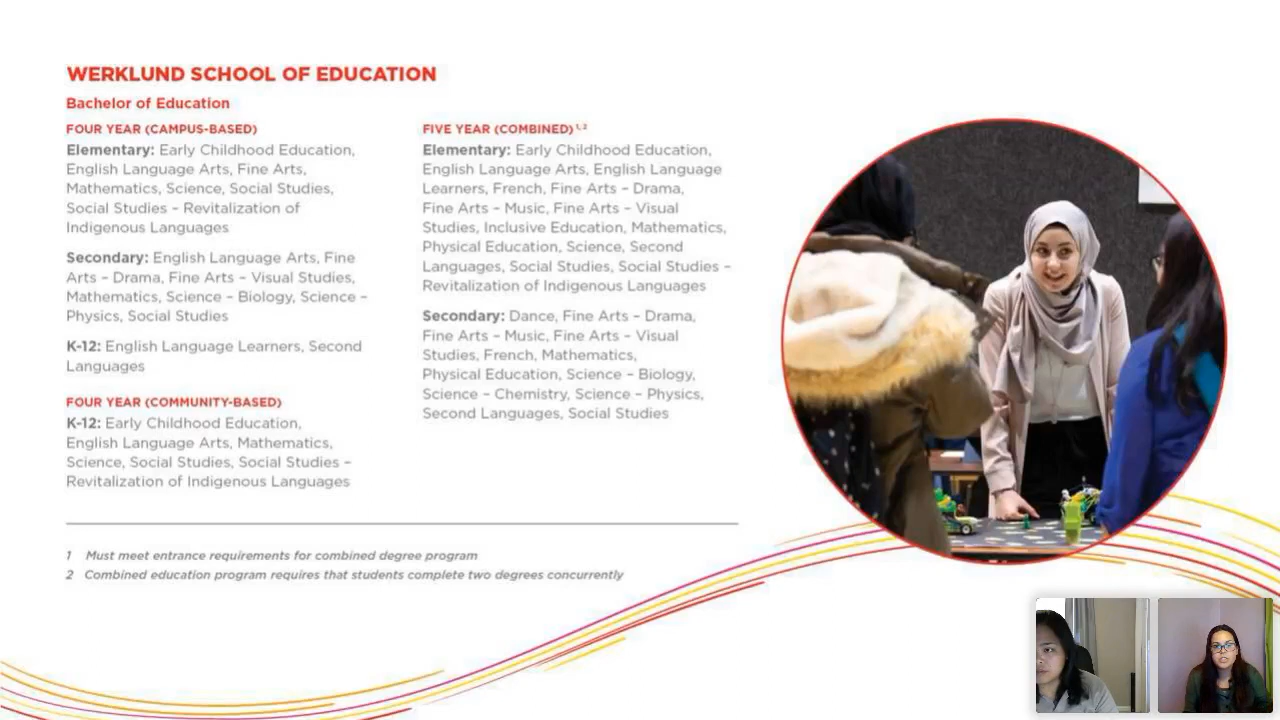 WERKLUND SCHOOL OF EDUCATION
Bachelor of Education
FOUR YEAR (CAMPUS-BASED)
Elementary: Early Childhood Education,
English Language Arts, Fine Arts,
Mathematics, Science, Social Studies,
Social Studies – Revitalization of
Indigenous Languages
Secondary: English Language Arts, Fine
Arts – Drama, Fine Arts – Visual Studies,
Mathematics, Science – Biology, Science –
Physics, Social Studies
K-12: English Language Learners, Second
Languages
FOUR YEAR (COMMUNITY-BASED)
K-12: Early Childhood Education,
English Language Arts, Mathematics,
Science, Social Studies, Social Studies –
Revitalization of Indigenous Languages
FIVE YEAR (COMBINED) 1, 2
Elementary: Early Childhood Education,
English Language Arts, English Language
Learners, French, Fine Arts – Drama,
Fine Arts – Music, Fine Arts – Visual
Studies, Inclusive Education, Mathematics,
Physical Education, Science, Second
Languages, Social Studies, Social Studies –
Revitalization of Indigenous Languages
Secondary: Dance, Fine Arts – Drama,
Fine Arts – Music, Fine Arts – Visual
Studies, French, Mathematics,
Physical Education, Science – Biology,
Science – Chemistry, Science – Physics,
Second Languages, Social Studies
1 Must meet entrance requirements for combined degree program
2 Combined education program requires that students complete two degrees concurrently